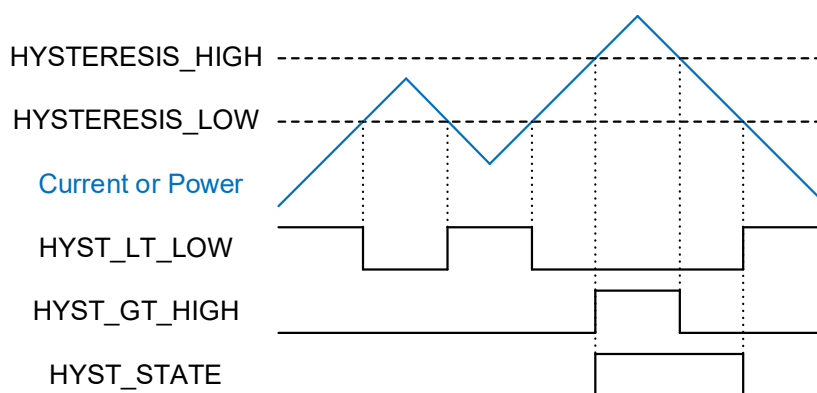 HYSTERESIS_HIGH
HYSTERESIS_LOW
Current or Power
HYST_LT_LOW
HYST_GT_HIGH
HYST_STATE